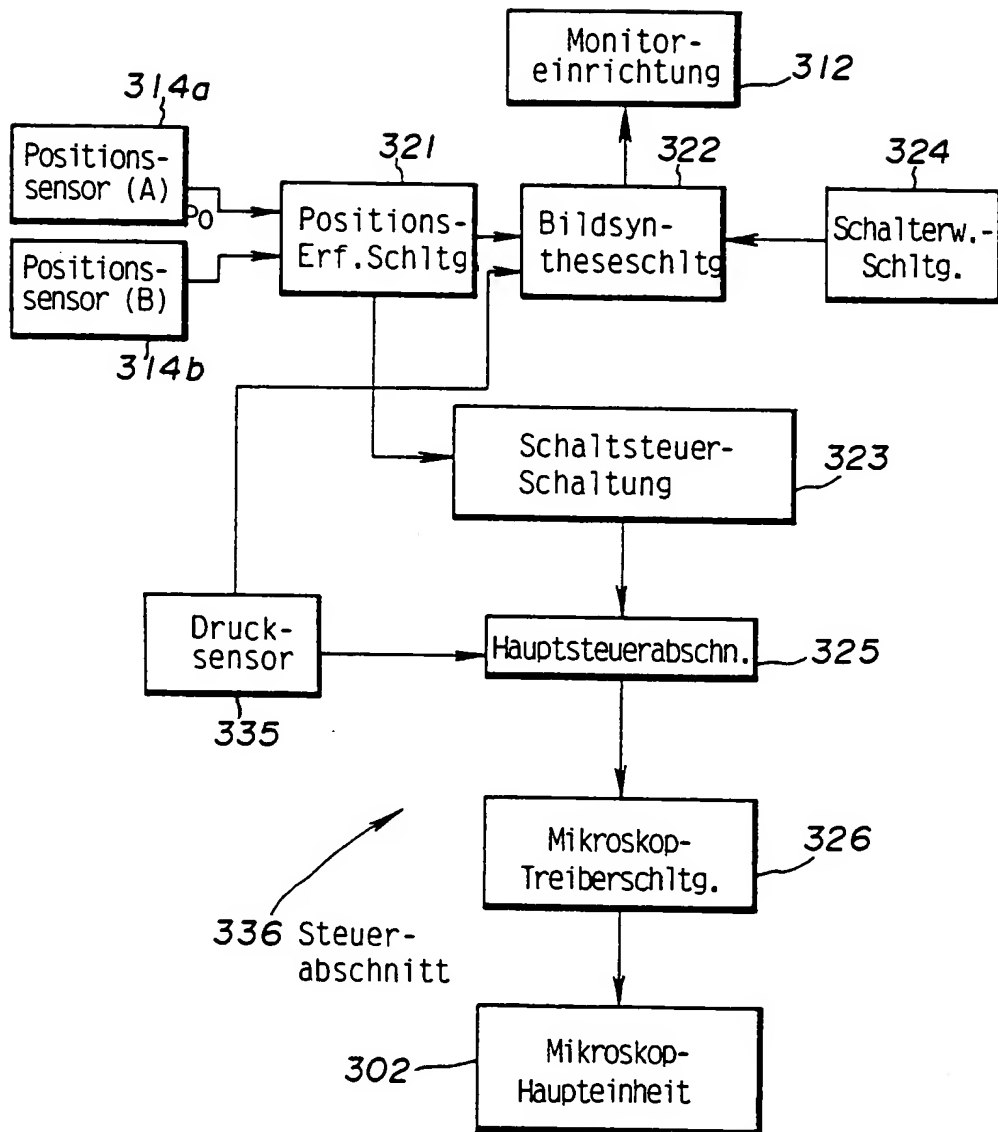 Monitor-
einrichtung
312
314a
Positions-
sensor (A)
PO
321
Positions-
Erf.Schltg
322
Bildsyn-
theseschltg
324
Schalterw.-
Schltg.
Positions-
sensor (B)
314b
Schaltsteuer-
Schaltung
323
Druck-
sensor
335
Hauptsteuerabschn.
325
Mikroskop-
Treiberschltg.
326
336 Steuer-
abschnitt
302
Mikroskop-
Haupteinheit